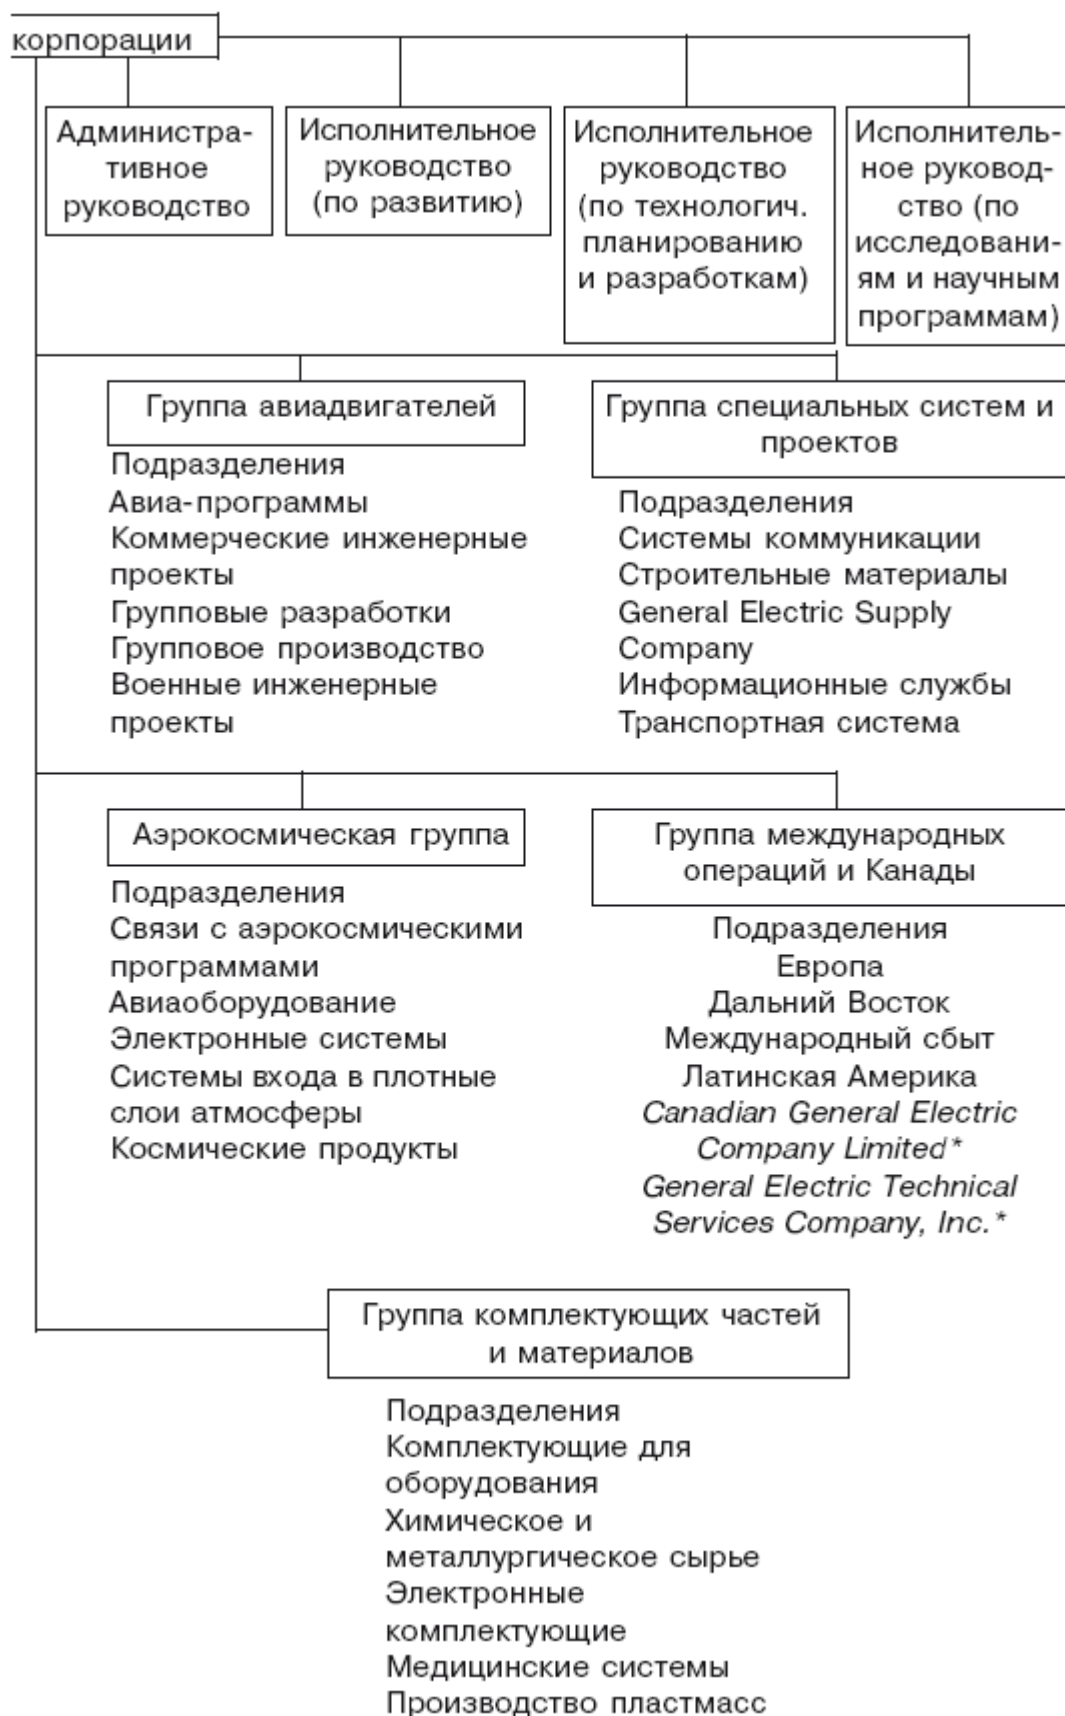 корпорации
Администра-
тивное
руководство
Исполнительное
руководство
(по развитию)
Исполнительное
руководство
(по технологич.
планированию
и разработкам)
Исполнитель-
ное руковод-
ство (по
исследовани-
ям и научным
программам)
Группа авиадвигателей
Подразделения
Авиа-программы
Коммерческие инженерные
проекты
Групповые разработки
Групповое производство
Военные инженерные
проекты
Группа специальных систем и
проектов
Подразделения
Системы коммуникации
Строительные материалы
General Electric Supply
Company
Информационные службы
Транспортная система
Аэрокосмическая группа
Подразделения
Связи с аэрокосмическими
программами
Авиаоборудование
Электронные системы
Системы входа в плотные
слои атмосферы
Космические продукты
Группа международных
операций и Канады
Подразделения
Европа
Дальний Восток
Международный сбыт
Латинская Америка
Canadian General Electric
Company Limited*
General Electric Technical
Services Company, Inc.*
Группа комплектующих частей
и материалов
Подразделения
Комплектующие для
оборудования
Химическое и
металлургическое сырье
Электронные
комплектующие
Медицинские системы
Производство пластмасс